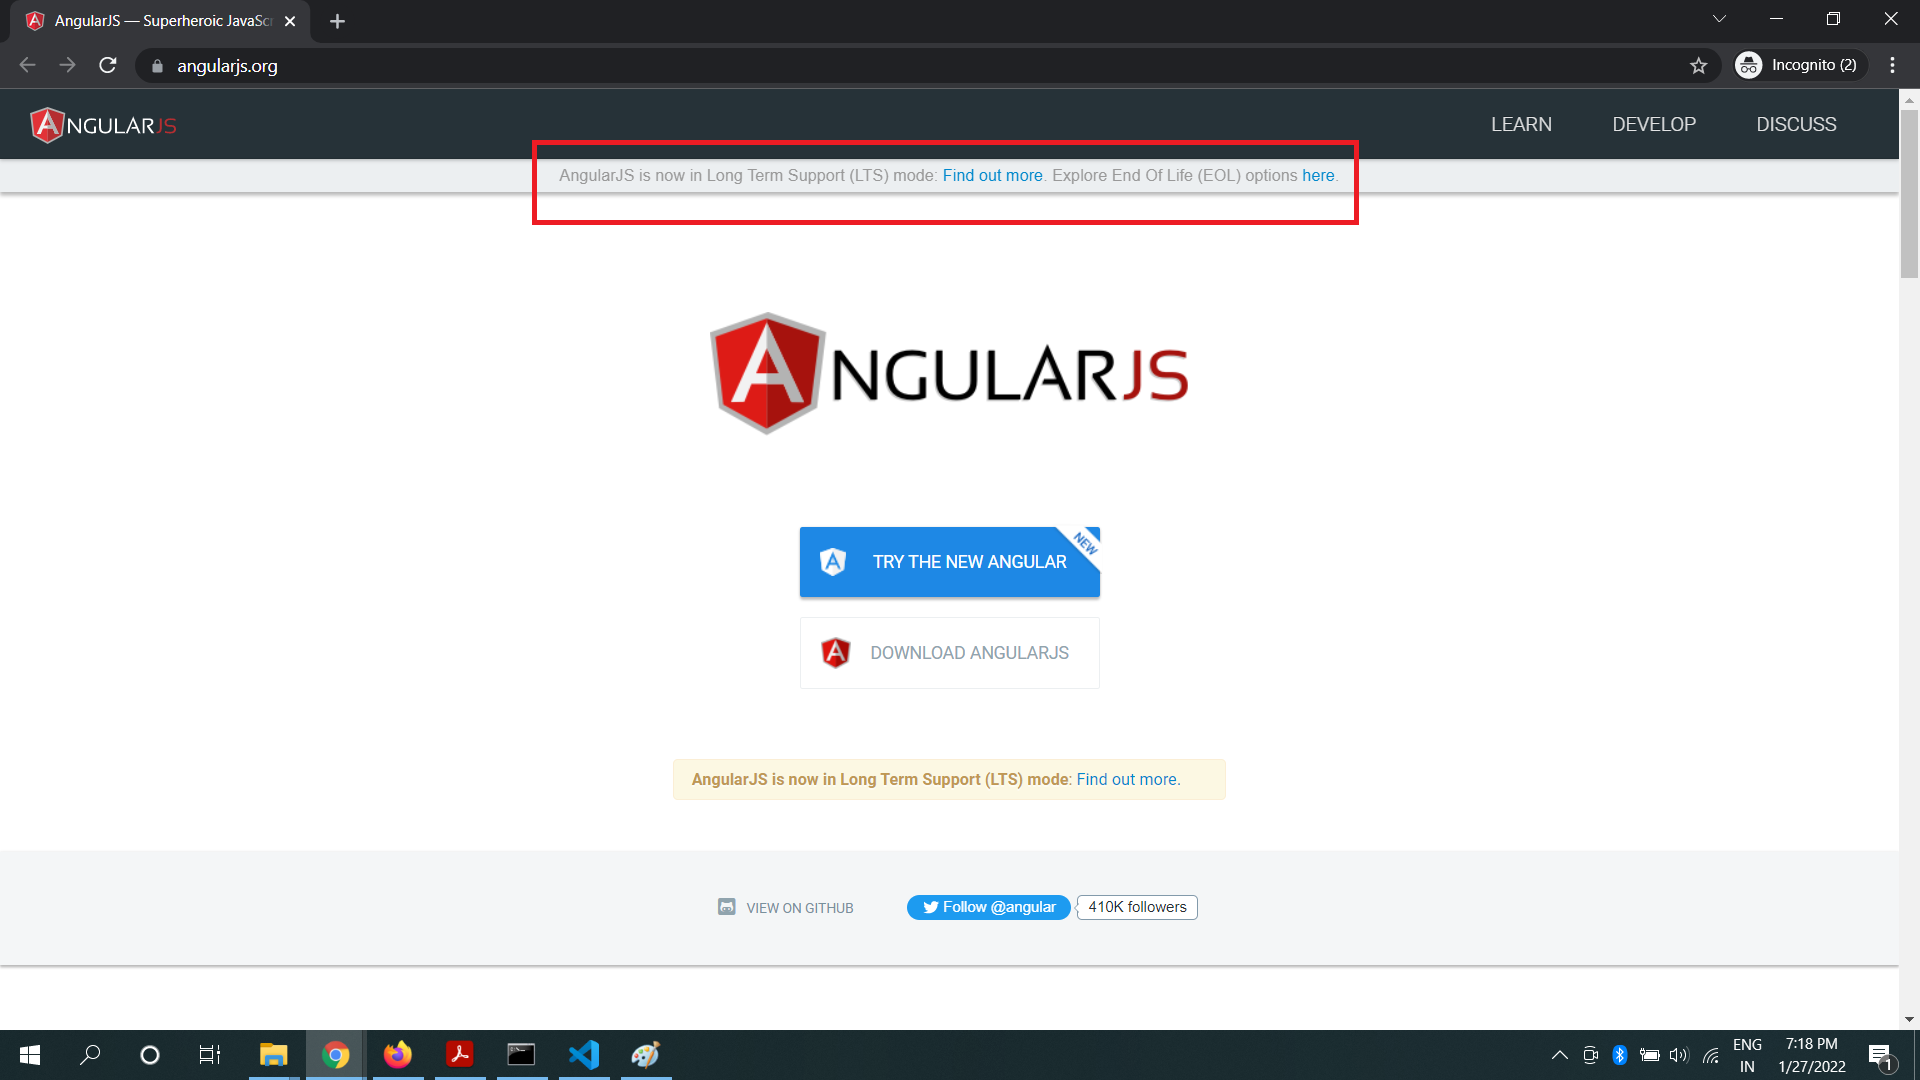 AngularJS — Superheroic JavaScr
angularjs.org
Incognito (2)
ANGULARJS
LEARN
DEVELOP
DISCUSS
AngularJS is now in Long Term Support (LTS) mode: Find out more. Explore End Of Life (EOL) options here.
ANGULARJS
TRY THE NEW ANGULAR
NEW
DOWNLOAD ANGULARJS
AngularJS is now in Long Term Support (LTS) mode: Find out more.
VIEW ON GITHUB
Follow @angular
410K followers
ENG
IN
7:18 PM
1/27/2022
1